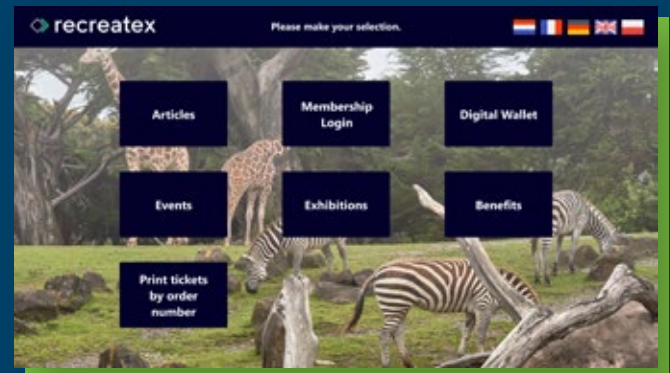 recreatex
Please make your selection.
Articles
Membership
Login
Digital Wallet
Events
Exhibitions
Benefits
Print tickets
by order
number